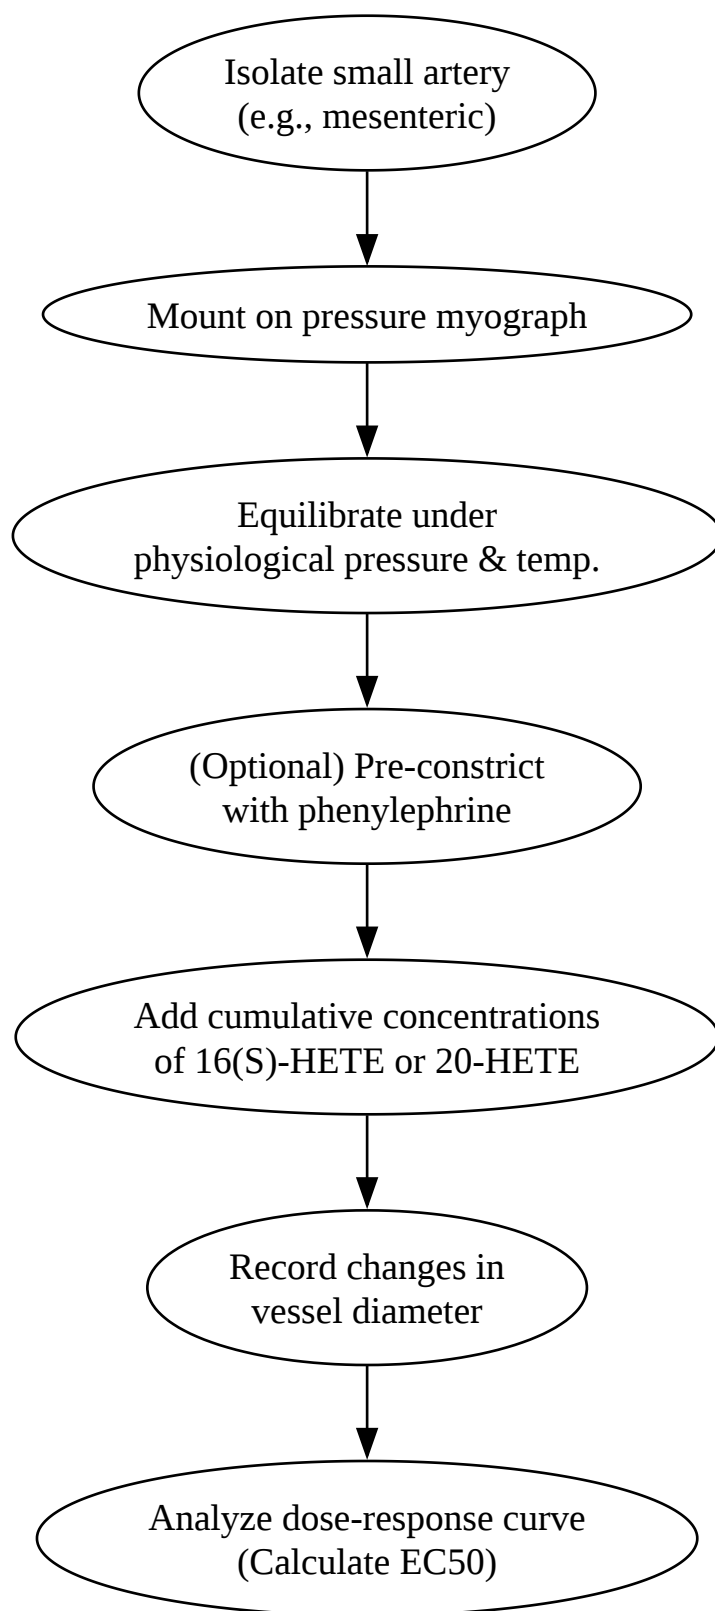 Isolate small artery
(e.g., mesenteric)
Mount on pressure myograph
Equilibrate under
physiological pressure & temp.
(Optional) Pre-constrict
with phenylephrine
Add cumulative concentrations
of 16(S)-HETE or 20-HETE
Record changes in
vessel diameter
Analyze dose-response curve
(Calculate EC50)